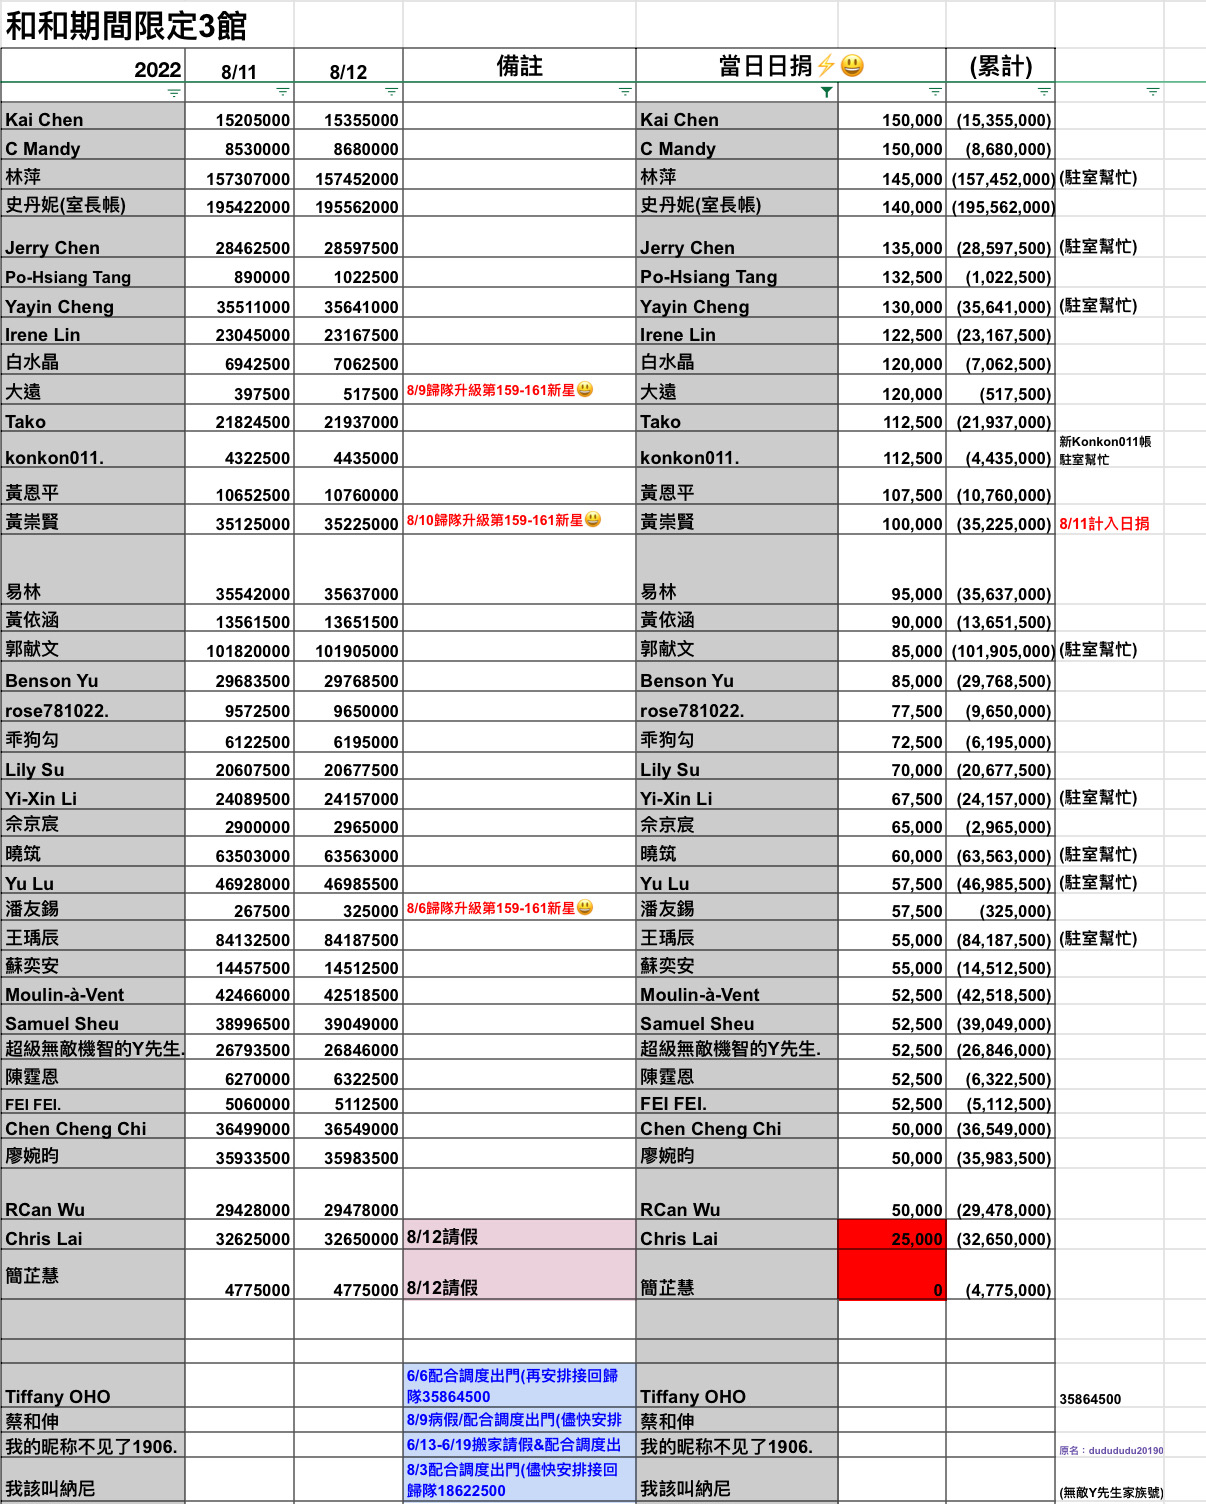 和和期間限定3館
2022 8/11 8/12 備註 當日日捐⚡😃 (累計)
Kai Chen 15205000 15355000 Kai Chen 150,000 (15,355,000)
C Mandy 8530000 8680000 C Mandy 150,000 (8,680,000)
林萍 157307000 157452000 林萍 145,000 (157,452,000) (駐室幫忙)
史丹妮(室長帳) 195422000 195562000 史丹妮(室長帳) 140,000 (195,562,000)
Jerry Chen 28462500 28597500 Jerry Chen 135,000 (28,597,500) (駐室幫忙)
Po-Hsiang Tang 890000 1022500 Po-Hsiang Tang 132,500 (1,022,500)
Yayin Cheng 35511000 35641000 Yayin Cheng 130,000 (35,641,000) (駐室幫忙)
Irene Lin 23045000 23167500 Irene Lin 122,500 (23,167,500)
白水晶 6942500 7062500 白水晶 120,000 (7,062,500)
大遠 397500 517500 8/9歸隊升級第159-161新星😃 大遠 120,000 (517,500)
Tako 21824500 21937000 Tako 112,500 (21,937,000)
新Konkon011帳
konkon011. 4322500 4435000 konkon011. 112,500 (4,435,000) 駐室幫忙
黃恩平 10652500 10760000 黃恩平 107,500 (10,760,000)
黃崇賢 35125000 35225000 8/10歸隊升級第159-161新星😃 黃崇賢 100,000 (35,225,000) 8/11計入日捐
易林 35542000 35637000 易林 95,000 (35,637,000)
黃依涵 13561500 13651500 黃依涵 90,000 (13,651,500)
郭献文 101820000 101905000 郭献文 85,000 (101,905,000) (駐室幫忙)
Benson Yu 29683500 29768500 Benson Yu 85,000 (29,768,500)
rose781022. 9572500 9650000 rose781022. 77,500 (9,650,000)
乖狗勾 6122500 6195000 乖狗勾 72,500 (6,195,000)
Lily Su 20607500 20677500 Lily Su 70,000 (20,677,500)
Yi-Xin Li 24089500 24157000 Yi-Xin Li 67,500 (24,157,000) (駐室幫忙)
佘京宸 2900000 2965000 佘京宸 65,000 (2,965,000)
曉筑 63503000 63563000 曉筑 60,000 (63,563,000) (駐室幫忙)
Yu Lu 46928000 46985500 Yu Lu 57,500 (46,985,500) (駐室幫忙)
潘友錫 267500 325000 8/6歸隊升級第159-161新星😃 潘友錫 57,500 (325,000)
王瑀辰 84132500 84187500 王瑀辰 55,000 (84,187,500) (駐室幫忙)
蘇奕安 14457500 14512500 蘇奕安 55,000 (14,512,500)
Moulin-à-Vent 42466000 42518500 Moulin-à-Vent 52,500 (42,518,500)
Samuel Sheu 38996500 39049000 Samuel Sheu 52,500 (39,049,000)
超級無敵機智的Y先生. 26793500 26846000 超級無敵機智的Y先生. 52,500 (26,846,000)
陳霆恩 6270000 6322500 陳霆恩 52,500 (6,322,500)
FEI FEI. 5060000 5112500 FEI FEI. 52,500 (5,112,500)
Chen Cheng Chi 36499000 36549000 Chen Cheng Chi 50,000 (36,549,000)
廖婉昀 35933500 35983500 廖婉昀 50,000 (35,983,500)
RCan Wu 29428000 29478000 RCan Wu 50,000 (29,478,000)
Chris Lai 32625000 32650000 8/12請假 Chris Lai 25,000 (32,650,000)
簡芷慧 4775000 4775000 8/12請假 簡芷慧 0 (4,775,000)
6/6配合調度出門(再安排接回歸
Tiffany OHO 隊35864500 Tiffany OHO 35864500
蔡和伸 8/9病假/配合調度出門(儘快安排 蔡和伸
我的昵称不见了1906. 6/13-6/19搬家請假&配合調度出 我的昵称不见了1906. 原名：dudududu20190
8/3配合調度出門(儘快安排接回
我該叫納尼 歸隊18622500 我該叫納尼 (無敵Y先生家族號)